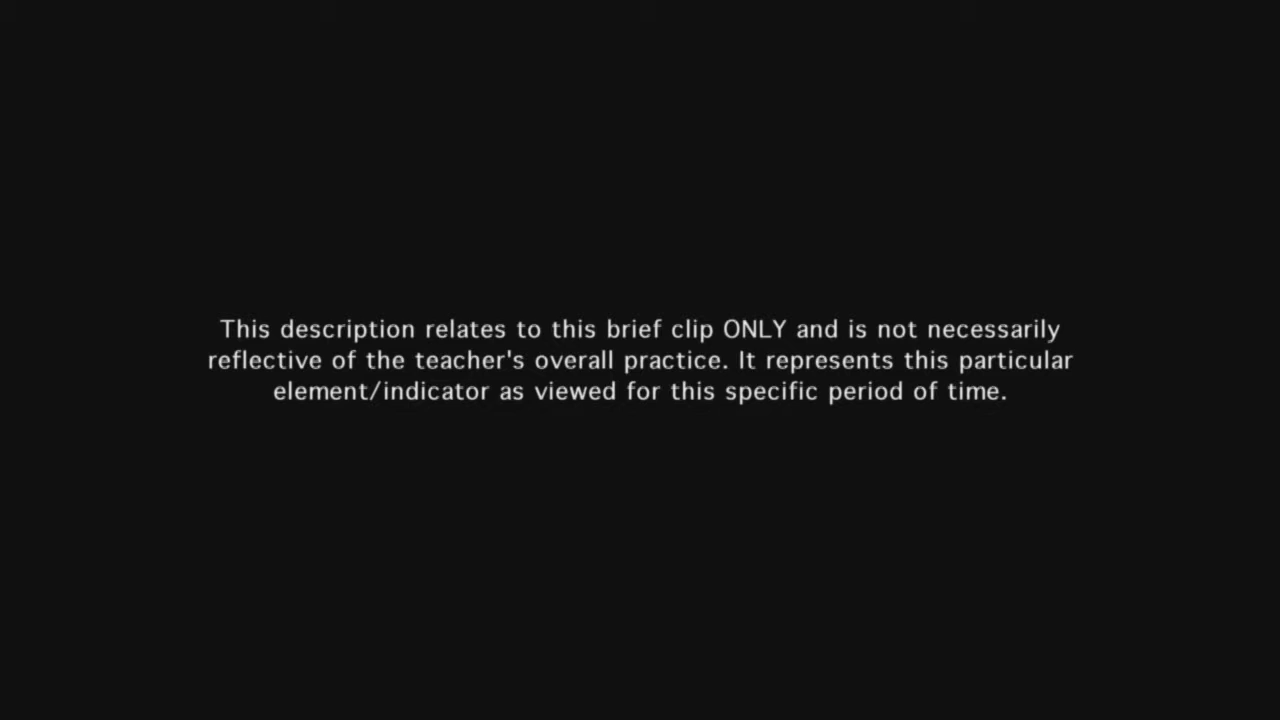 This description relates to this brief clip ONLY and is not necessarily
reflective of the teacher's overall practice. It represents this particular
element/indicator as viewed for this specific period of time.